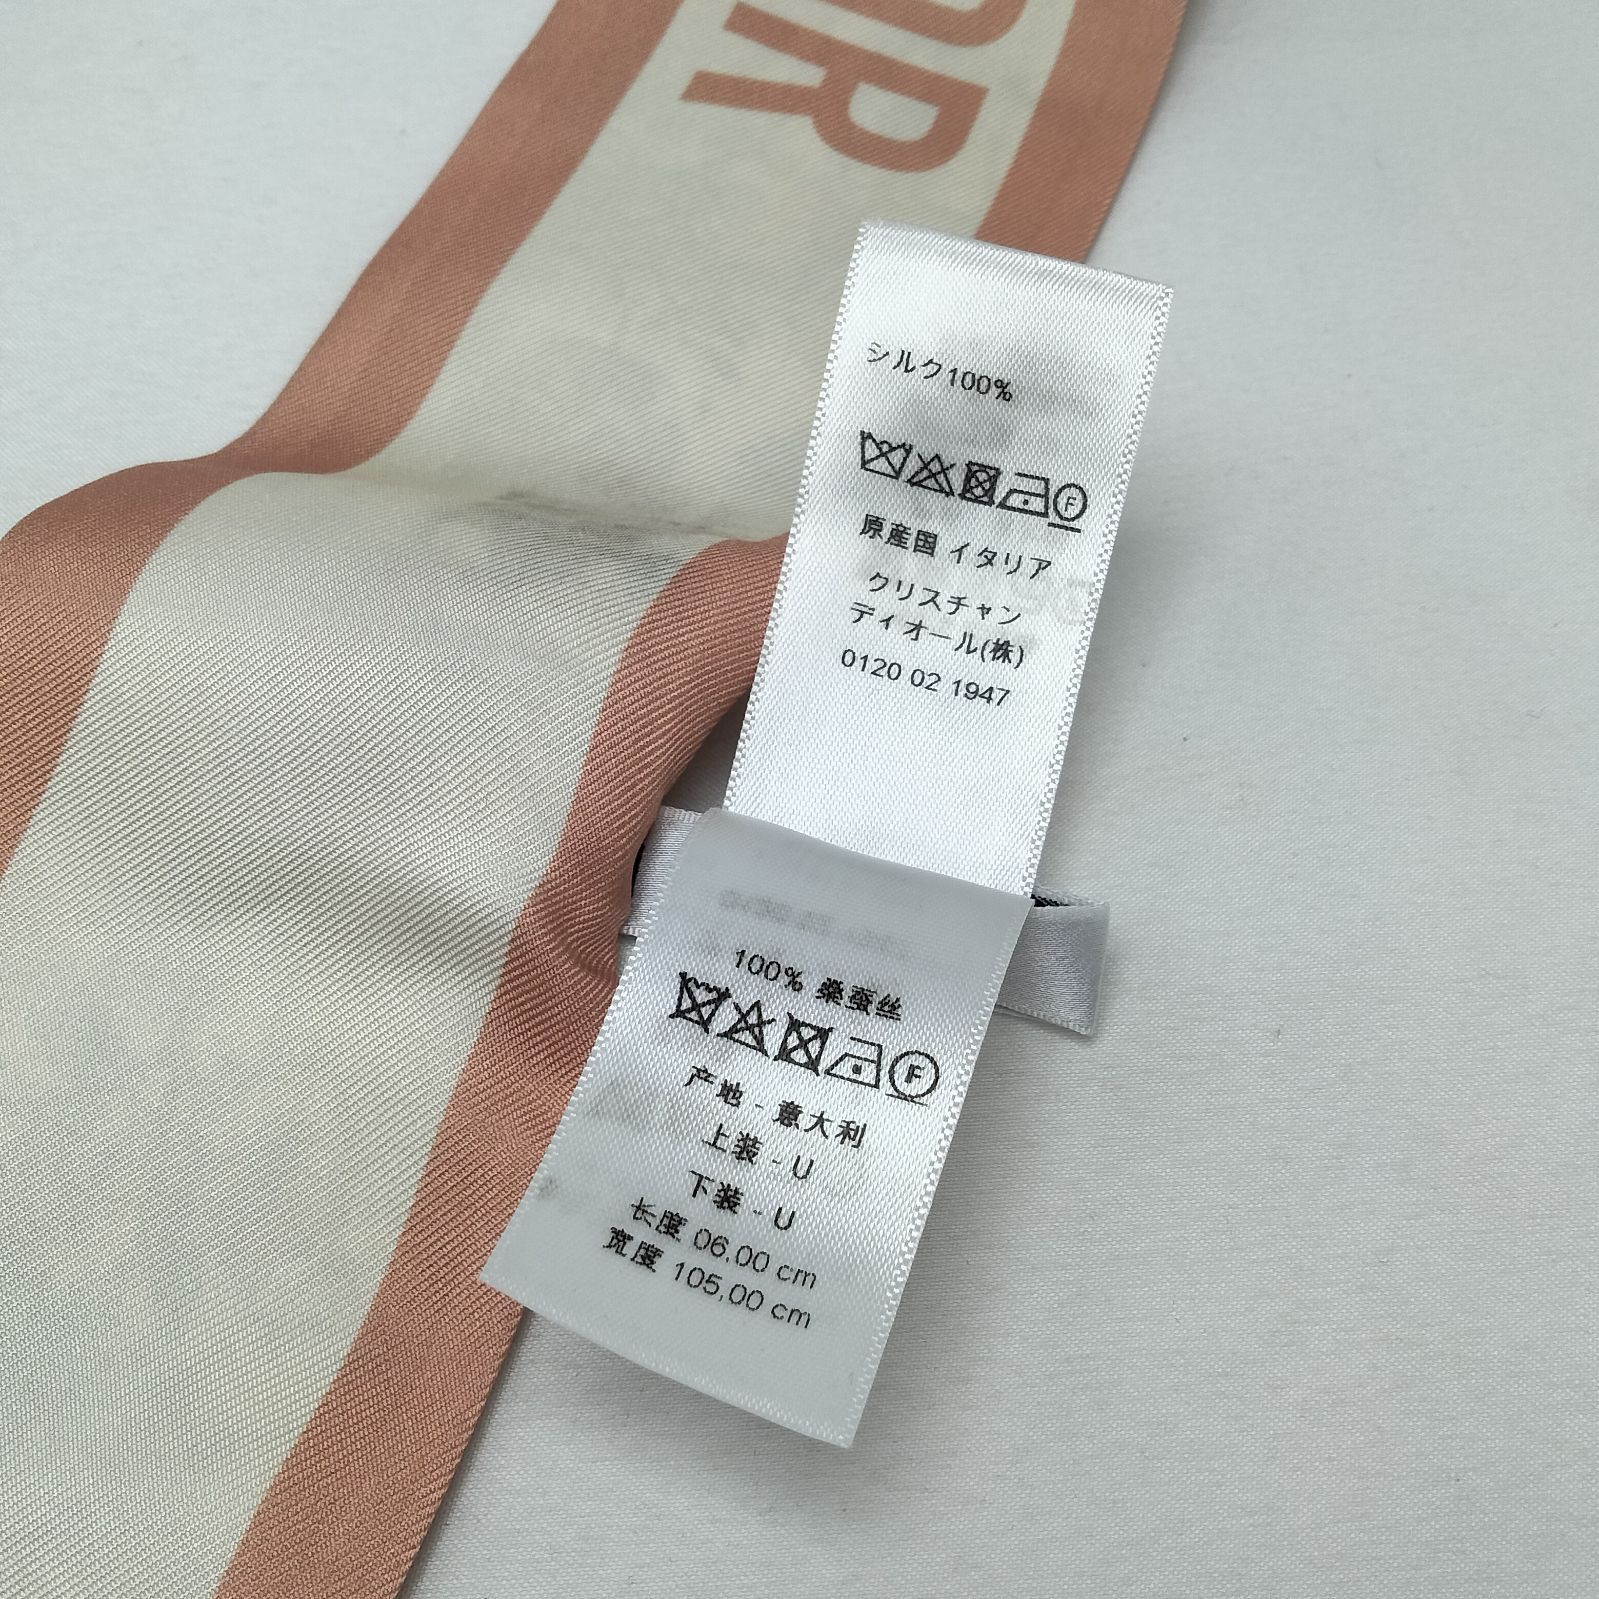 シルク100%
F
原産国 イタリア
クリスチャン
ディオール(株)
0120 02 1947
100% 桑蚕丝
F
产地 - 意大利
上装 - U
下装 - U
长度 06,00 cm
宽度 105,00 cm